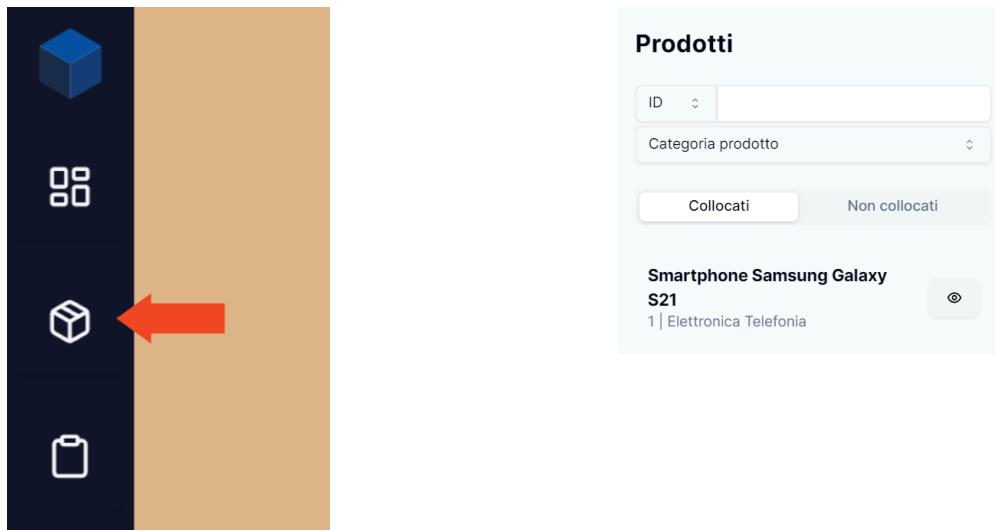 Prodotti
ID
Categoria prodotto
Collocati Non collocati
Smartphone Samsung Galaxy
S21
1 | Elettronica Telefonia